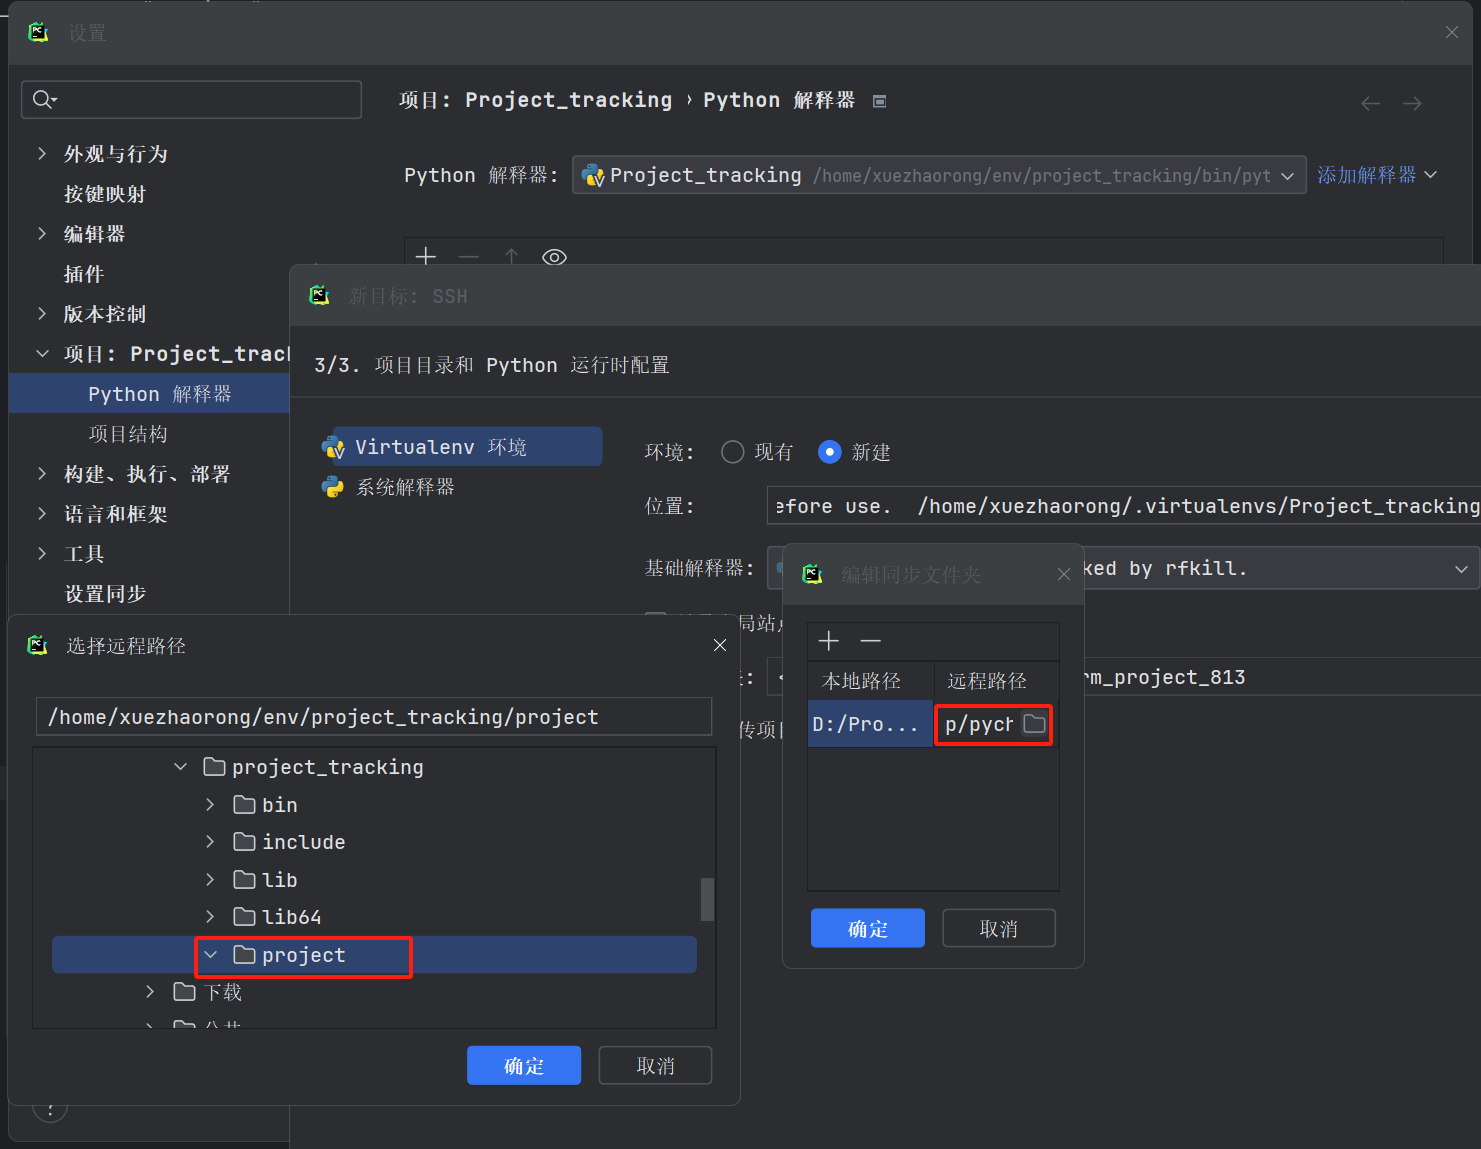 设置
项目: Project_tracking › Python 解释器
Python 解释器: Project_tracking /home/xuezhaorong/env/project_tracking/bin/pyt 添加解释器
外观与行为
按键映射
编辑器
插件
版本控制
项目: Project_track
Python 解释器
项目结构
构建、执行、部署
语言和框架
工具
设置同步
新目标: SSH
3/3. 项目目录和 Python 运行时配置
Virtualenv 环境
系统解释器
环境: 现有 新建
位置: efore use. /home/xuezhaorong/.virtualenvs/Project_tracking
基础解释器: ked by rfkill.
局站点
rm_project_813
传项目
编辑同步文件夹
本地路径 远程路径
D:/Pro... p/pych
确定 取消
选择远程路径
/home/xuezhaorong/env/project_tracking/project
project_tracking
bin
include
lib
lib64
project
下载
公共
确定 取消
?